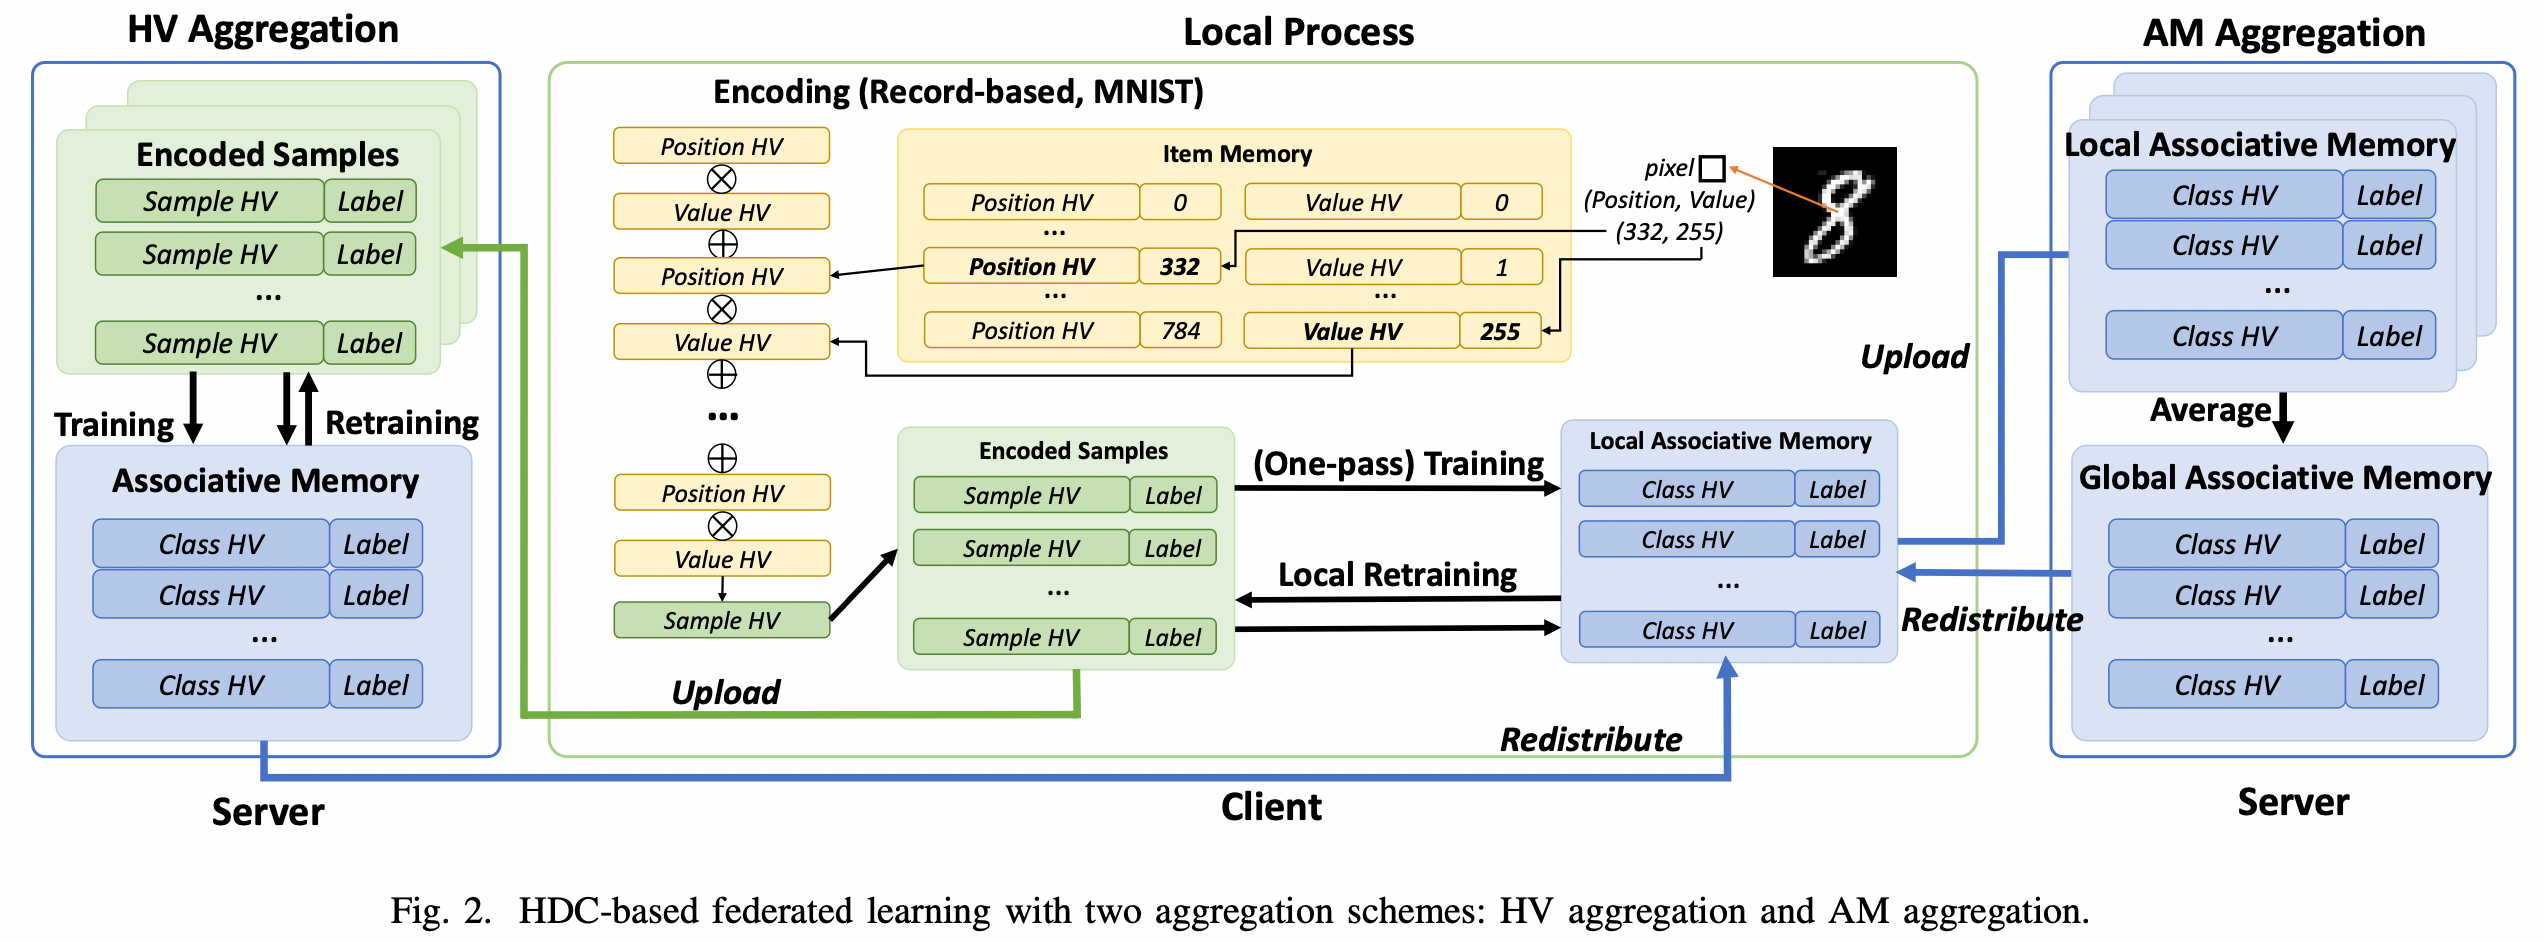 HV Aggregation
Encoded Samples
Sample HV Label
Sample HV Label
...
Sample HV Label
Training
Retraining
Associative Memory
Class HV Label
Class HV Label
...
Class HV Label
Server
Local Process
Encoding (Record-based, MNIST)
Position HV
Value HV
Position HV
Value HV
...
Position HV
Value HV
Sample HV
Item Memory
Position HV 0 Value HV 0
...
Position HV 332 Value HV 1
... ...
Position HV 784 Value HV 255
pixel
(Position, Value)
(332, 255)
Encoded Samples
Sample HV Label
Sample HV Label
...
Sample HV Label
(One-pass) Training
Local Retraining
Local Associative Memory
Class HV Label
Class HV Label
...
Class HV Label
Upload
Redistribute
Client
Upload
Redistribute
AM Aggregation
Local Associative Memory
Class HV Label
Class HV Label
...
Class HV Label
Average
Global Associative Memory
Class HV Label
Class HV Label
...
Class HV Label
Server
Fig. 2. HDC-based federated learning with two aggregation schemes: HV aggregation and AM aggregation.